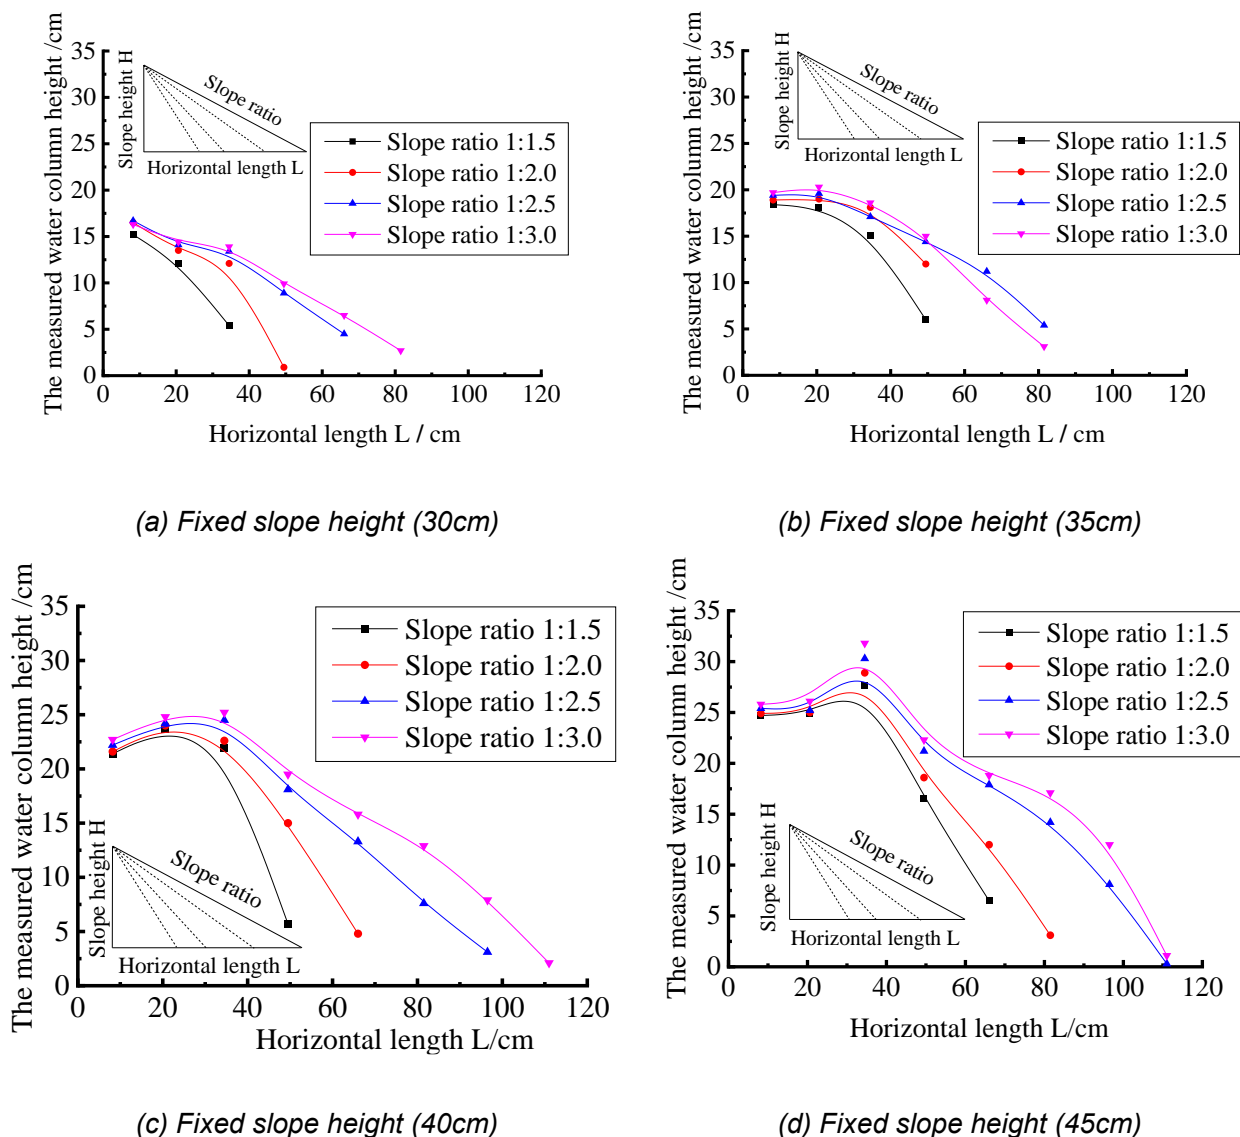 The measured water column height /cm
35
30
25
20
15
10
5
0
0 20 40 60 80 100 120
Horizontal length L / cm
Slope height H
Slope ratio
Horizontal length L
Slope ratio 1:1.5
Slope ratio 1:2.0
Slope ratio 1:2.5
Slope ratio 1:3.0
(a) Fixed slope height (30cm)
The measured water column height /cm
35
30
25
20
15
10
5
0
0 20 40 60 80 100 120
Horizontal length L / cm
Slope height H
Slope ratio
Horizontal length L
Slope ratio 1:1.5
Slope ratio 1:2.0
Slope ratio 1:2.5
Slope ratio 1:3.0
(b) Fixed slope height (35cm)
The measured water column height /cm
35
30
25
20
15
10
5
0
0 20 40 60 80 100 120
Horizontal length L/cm
Slope height H
Slope ratio
Horizontal length L
Slope ratio 1:1.5
Slope ratio 1:2.0
Slope ratio 1:2.5
Slope ratio 1:3.0
(c) Fixed slope height (40cm)
The measured water column height/cm
35
30
25
20
15
10
5
0
0 20 40 60 80 100 120
Horizontal length L/cm
Slope height H
Slope ratio
Horizontal length L
Slope ratio 1:1.5
Slope ratio 1:2.0
Slope ratio 1:2.5
Slope ratio 1:3.0
(d) Fixed slope height (45cm)